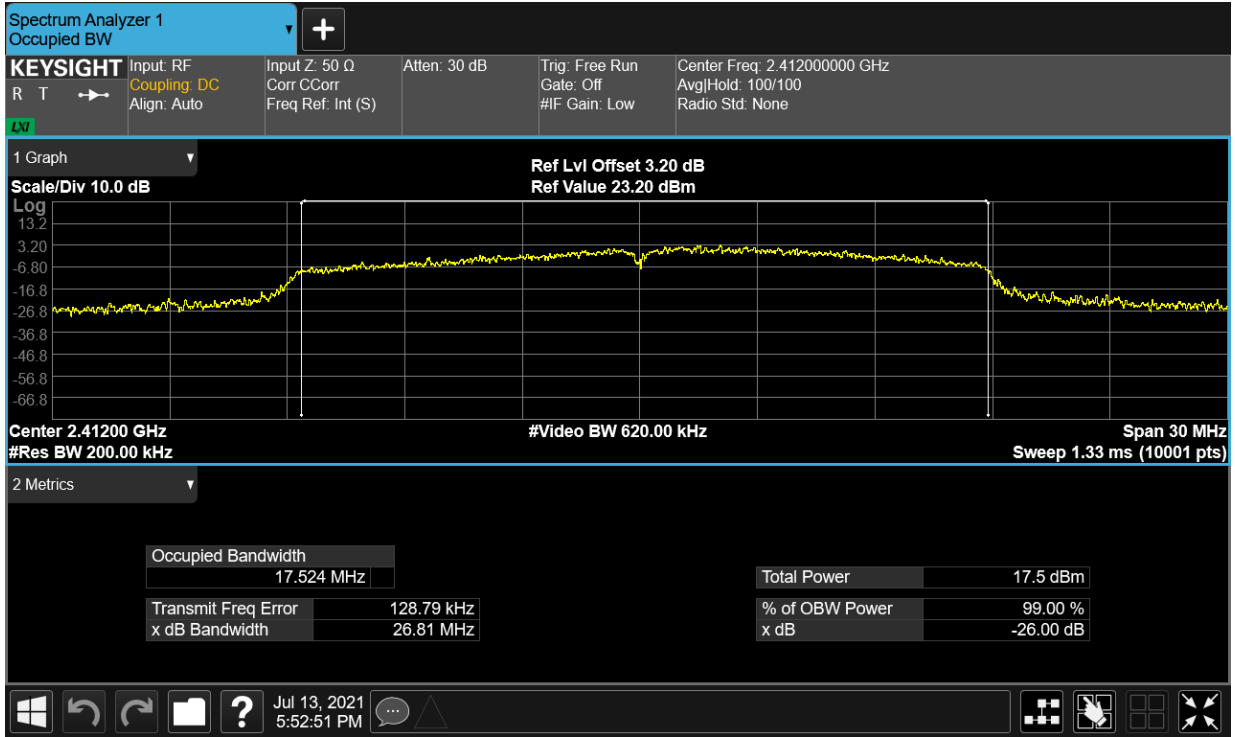 Spectrum Analyzer 1
Occupied BW
KEYSIGHT
R T
LXI
Input: RF
Coupling: DC
Align: Auto
Input Z: 50 Ω
Corr CCorr
Freq Ref: Int (S)
Atten: 30 dB
Trig: Free Run
Gate: Off
#IF Gain: Low
Center Freq: 2.412000000 GHz
Avg|Hold: 100/100
Radio Std: None
1 Graph
Scale/Div 10.0 dB
Ref Lvl Offset 3.20 dB
Ref Value 23.20 dBm
Log
13.2
3.20
-6.80
-16.8
-26.8
-36.8
-46.8
-56.8
-66.8
Center 2.41200 GHz
#Res BW 200.00 kHz
#Video BW 620.00 kHz
Span 30 MHz
Sweep 1.33 ms (10001 pts)
2 Metrics
Occupied Bandwidth
17.524 MHz
Transmit Freq Error 128.79 kHz
x dB Bandwidth 26.81 MHz
Total Power 17.5 dBm
% of OBW Power 99.00 %
x dB -26.00 dB
?
Jul 13, 2021
5:52:51 PM